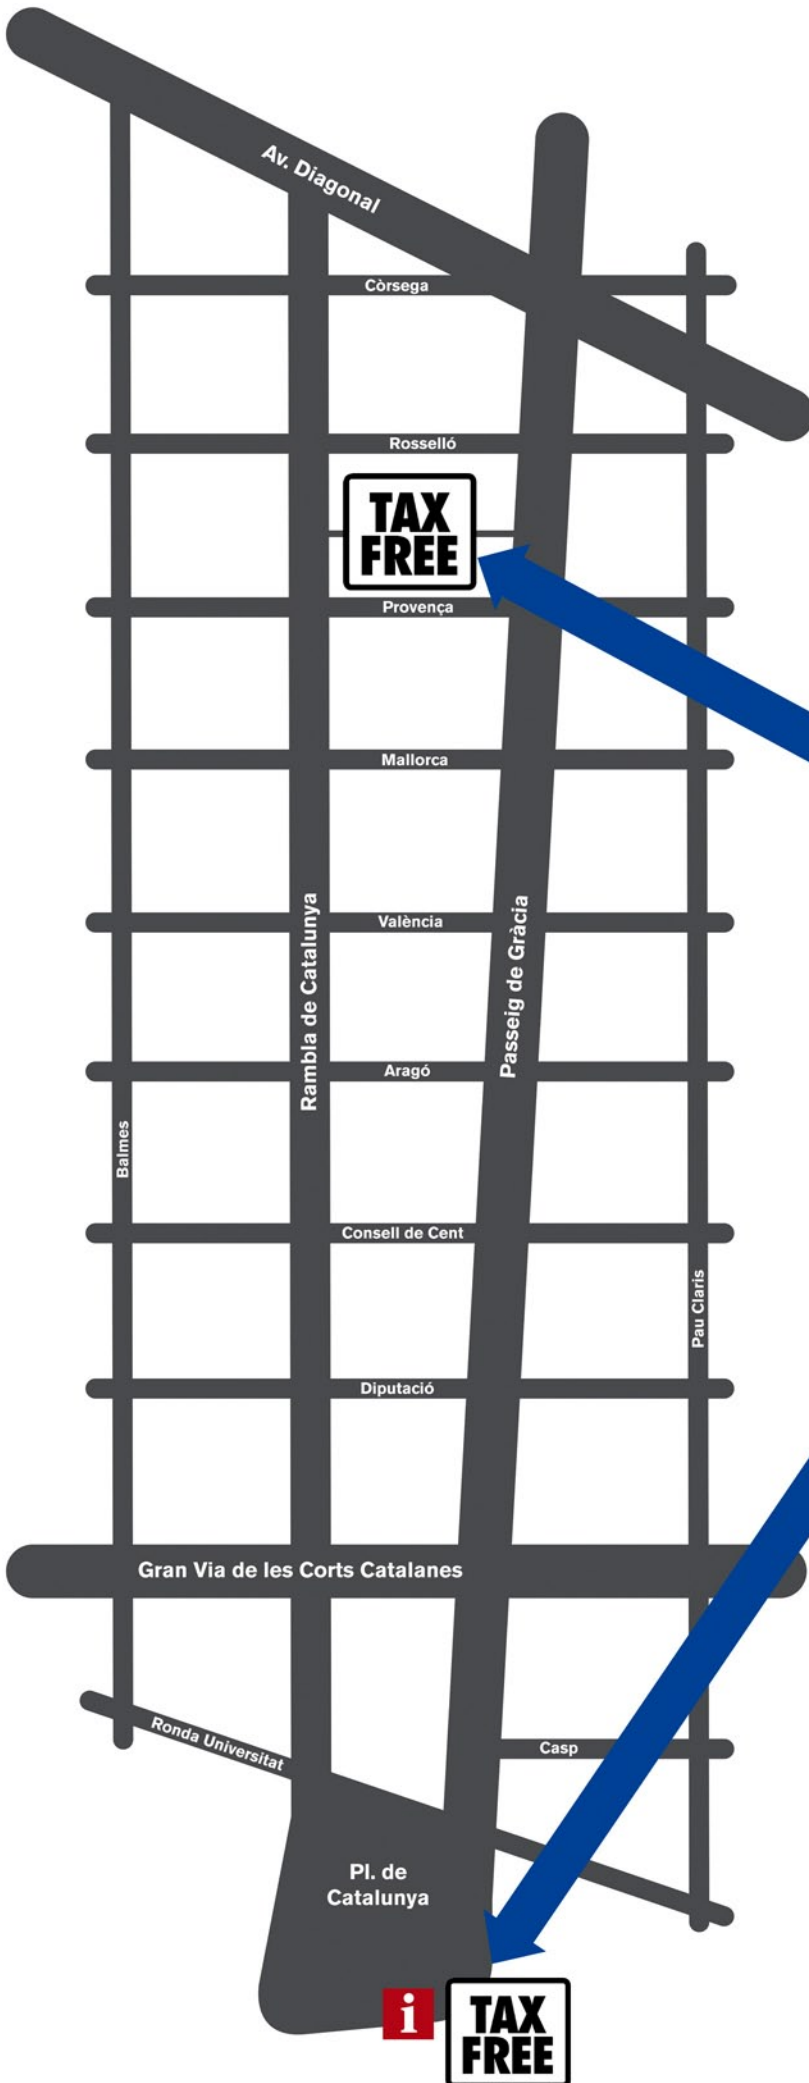 Av. Diagonal
Còrsega
Rosselló
TAX
FREE
Provença
Mallorca
València
Rambla de Catalunya
Passeig de Gràcia
Aragó
Balmes
Consell de Cent
Pau Claris
Diputació
Gran Via de les Corts Catalanes
Ronda Universitat
Casp
Pl. de
Catalunya
i
TAX
FREE